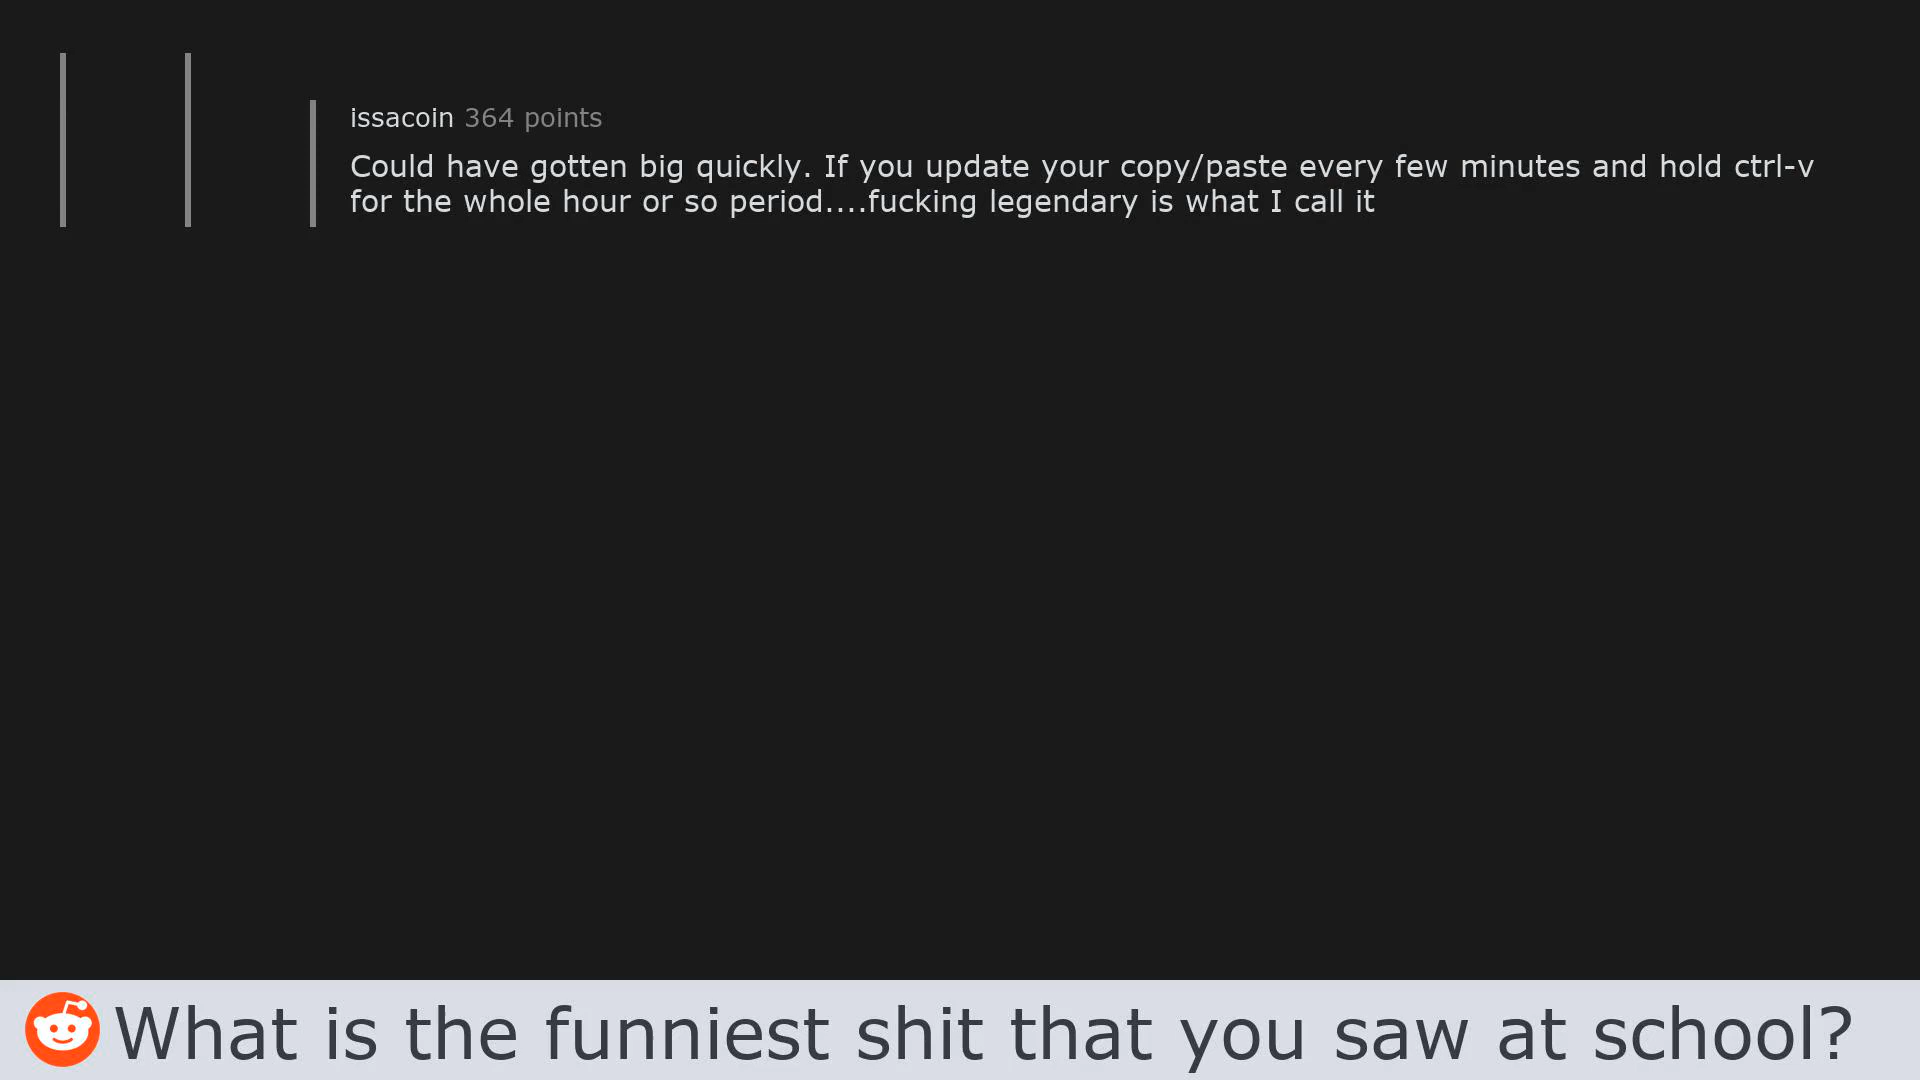 issacoin 364 points
Could have gotten big quickly. If you update your copy/paste every few minutes and hold ctrl-v
for the whole hour or so period....fucking legendary is what I call it
What is the funniest shit that you saw at school?